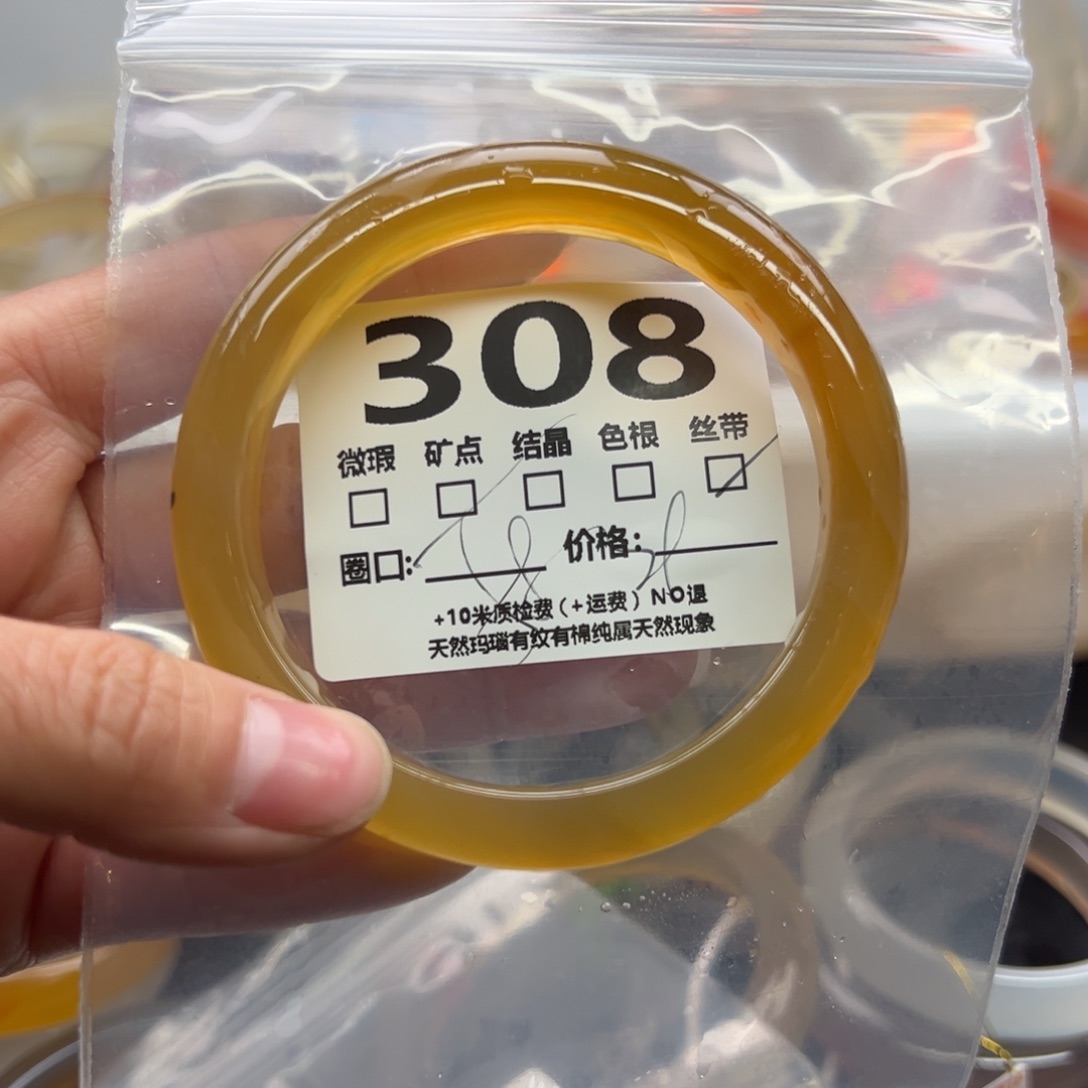 308
微瑕 矿点 结晶 色根 丝带
圈口: 价格:
+10米质检费(+运费)NO退
天然玛瑙有纹有棉纯属天然现象